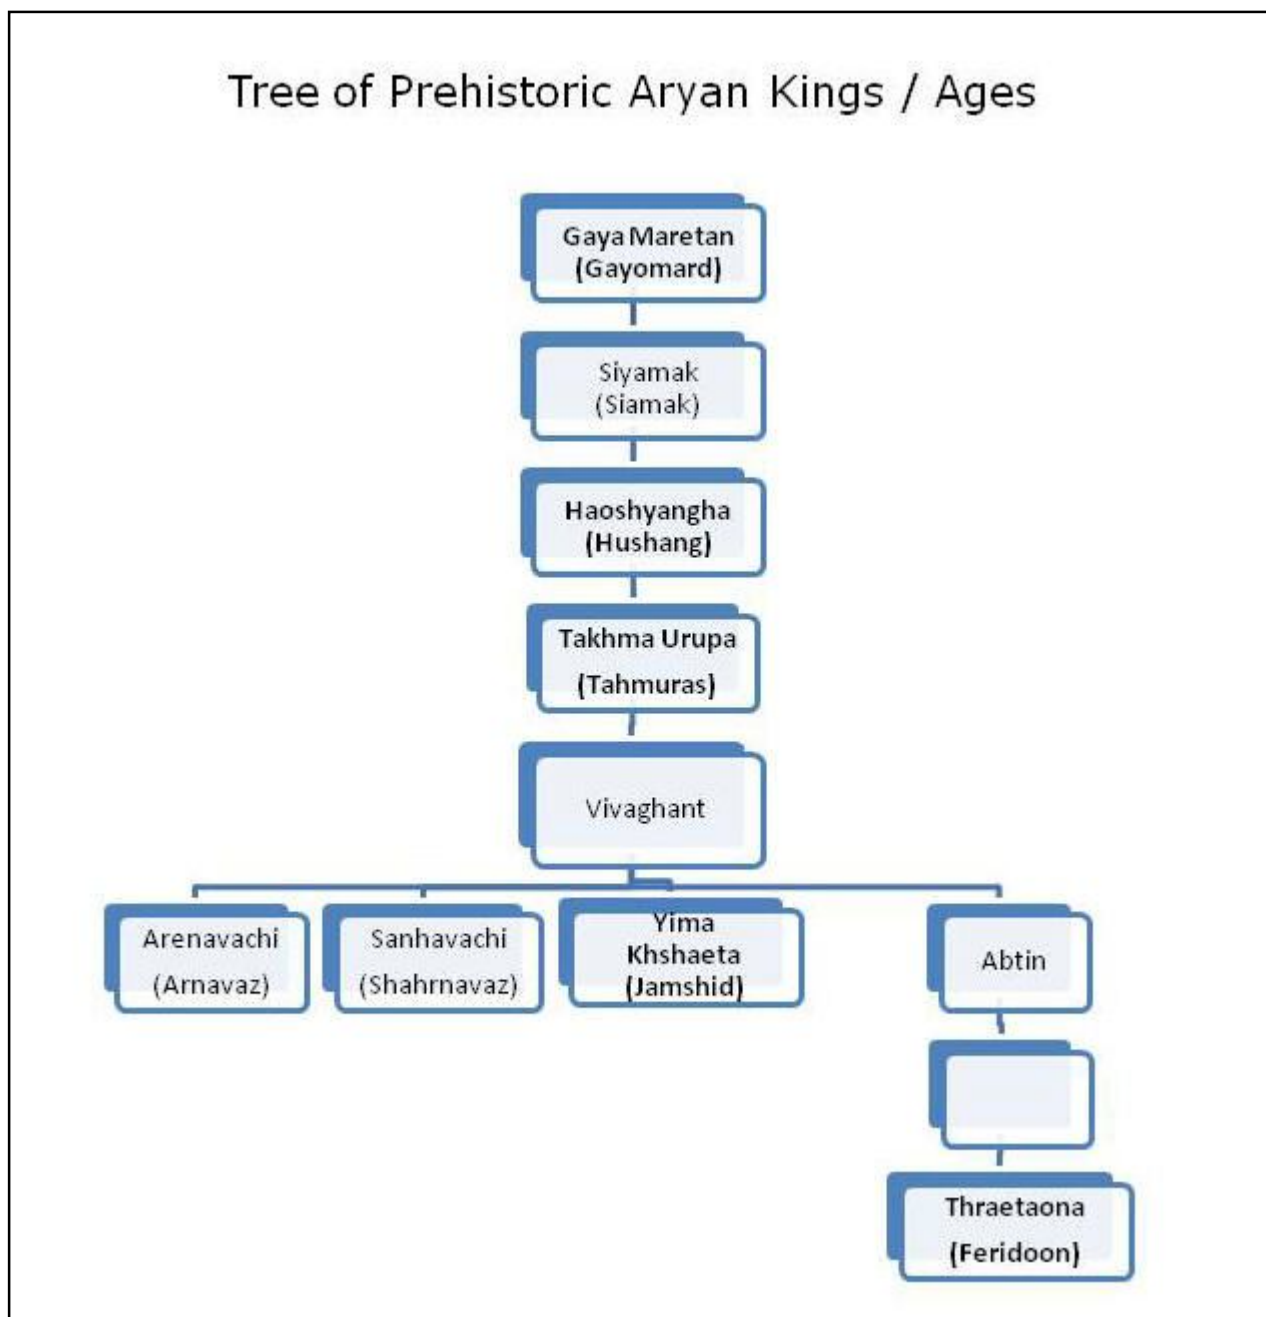 Tree of Prehistoric Aryan Kings / Ages
Gaya Maretan
(Gayomard)
Siyamak
(Siamak)
Haoshyangha
(Hushang)
Takhma Urupa
(Tahmuras)
Vivaghant
Arenavachi
(Arnavaz)
Sanhavachi
(Shahrnavaz)
Yima
Khshaeta
(Jamshid)
Abtin
Thraetaona
(Feridoon)